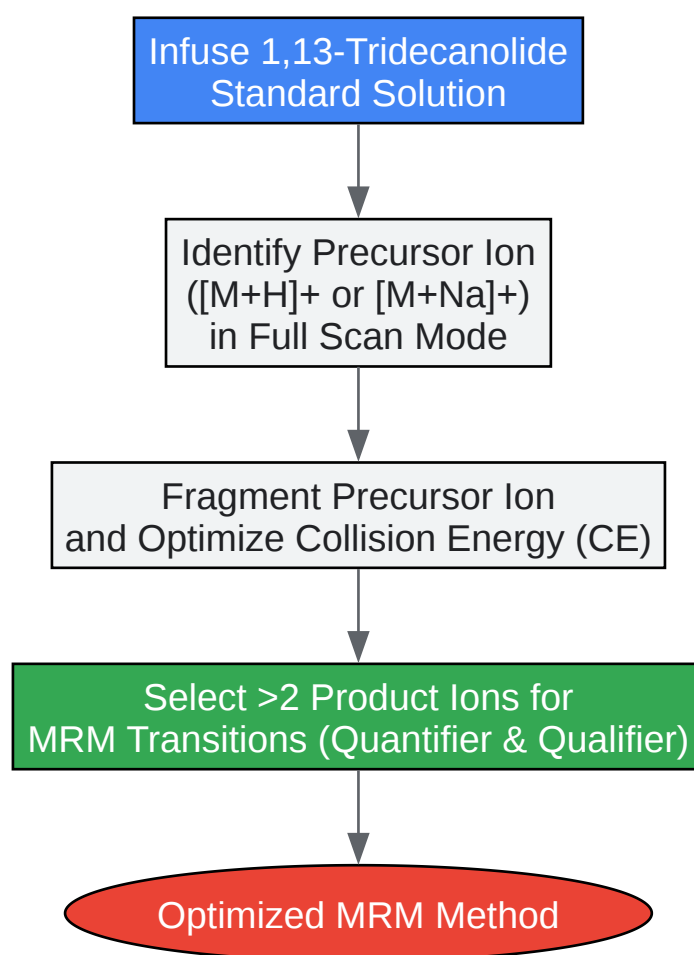 Infuse 1,13-Tridecanolide
Standard Solution
Identify Precursor Ion
([M+H]+ or [M+Na]+)
in Full Scan Mode
Fragment Precursor Ion
and Optimize Collision Energy (CE)
Select >2 Product Ions for
MRM Transitions (Quantifier & Qualifier)
Optimized MRM Method